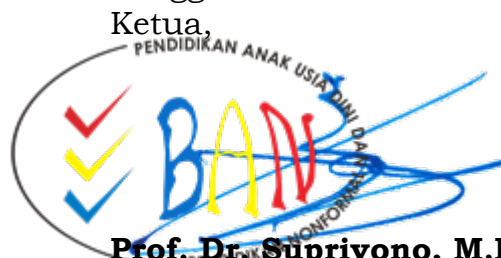 Ketua,
PENDIDIKAN ANAK USIA DINI DAN
BAN
NONFORMAL
Prof. Dr. Supriyono, M.